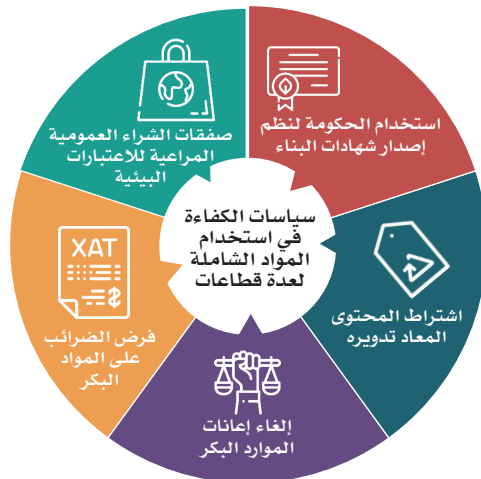 سياسات الكفاءة
في استخدام
المواد الشاملة
لعدة قطاعات
استخدام الحكومة لنظم
إصدار شهادات البناء
اشتراط المحتوى
المعاد تدويره
إلغاء إعانات
الموارد البكر
XAT
$
فرض الضرائب
على المواد
البكر
صفقات الشراء العمومية
المراعية للاعتبارات
البيئية